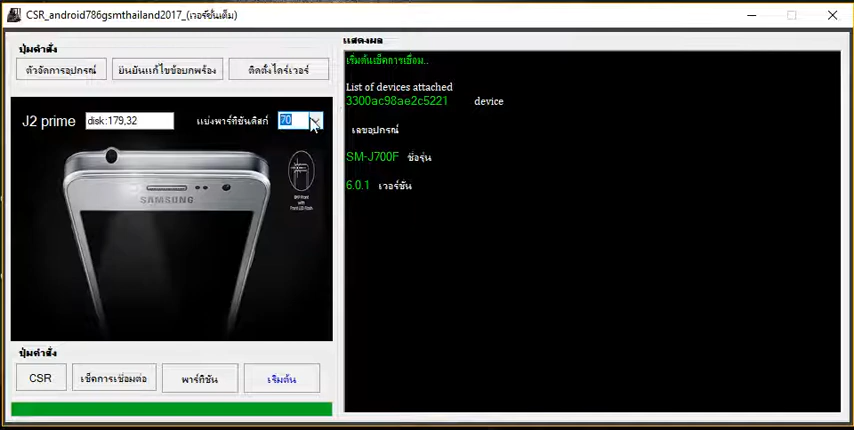 CSR_android786gsmthailand2017_(เวอร์ชั่นเต็ม)
ปุ่มคำสั่ง
ตัวจัดการอุปกรณ์
ยืนยันแก้ไขข้อบกพร้อง
ติดตั้งไดร์เวอร์
J2 prime
disk:179,32
แบ่งพาร์ทิชันดิสก์
70
SAMSUNG
ปุ่มคำสั่ง
CSR
เช็คการเชื่อมต่อ
พาร์ทิชัน
เริ่มต้น
แสดงผล
เริ่มต้นเช็คการเชื่อม..
List of devices attached
3300ac98ae2c5221 device
เลขอุปกรณ์
SM-J700F ชื่อรุ่น
6.0.1 เวอร์ชัน